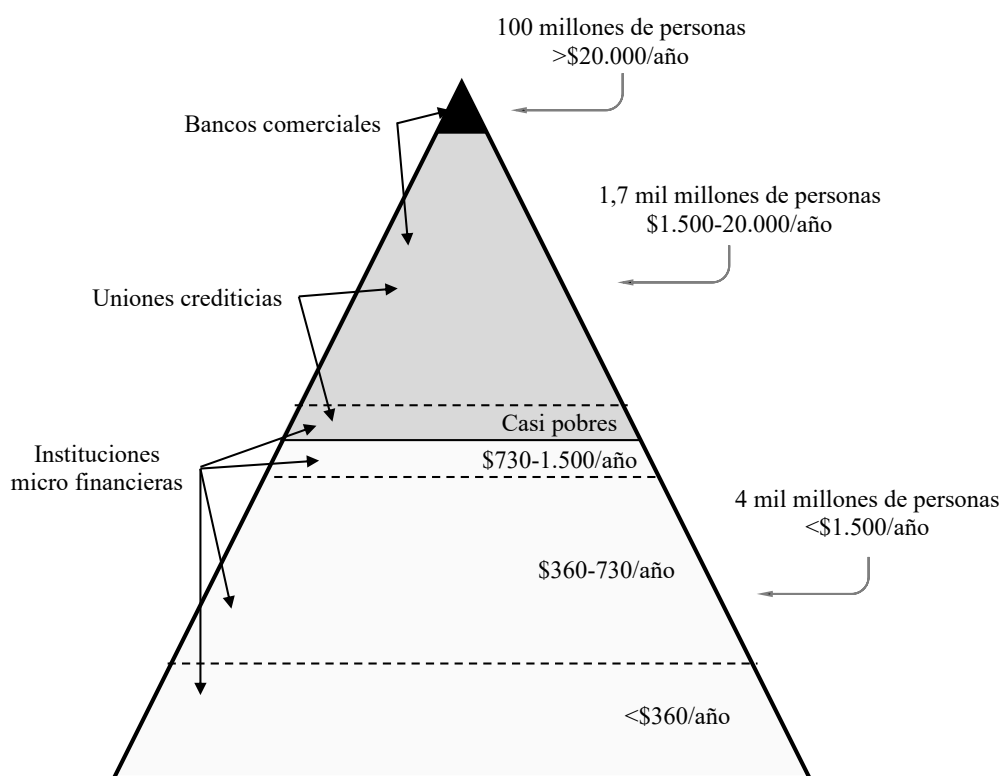 100 millones de personas
>$20.000/año
Bancos comerciales
1,7 mil millones de personas
$1.500-20.000/año
Uniones crediticias
Casi pobres
Instituciones
micro financieras
$730-1.500/año
4 mil millones de personas
<$1.500/año
$360-730/año
<$360/año